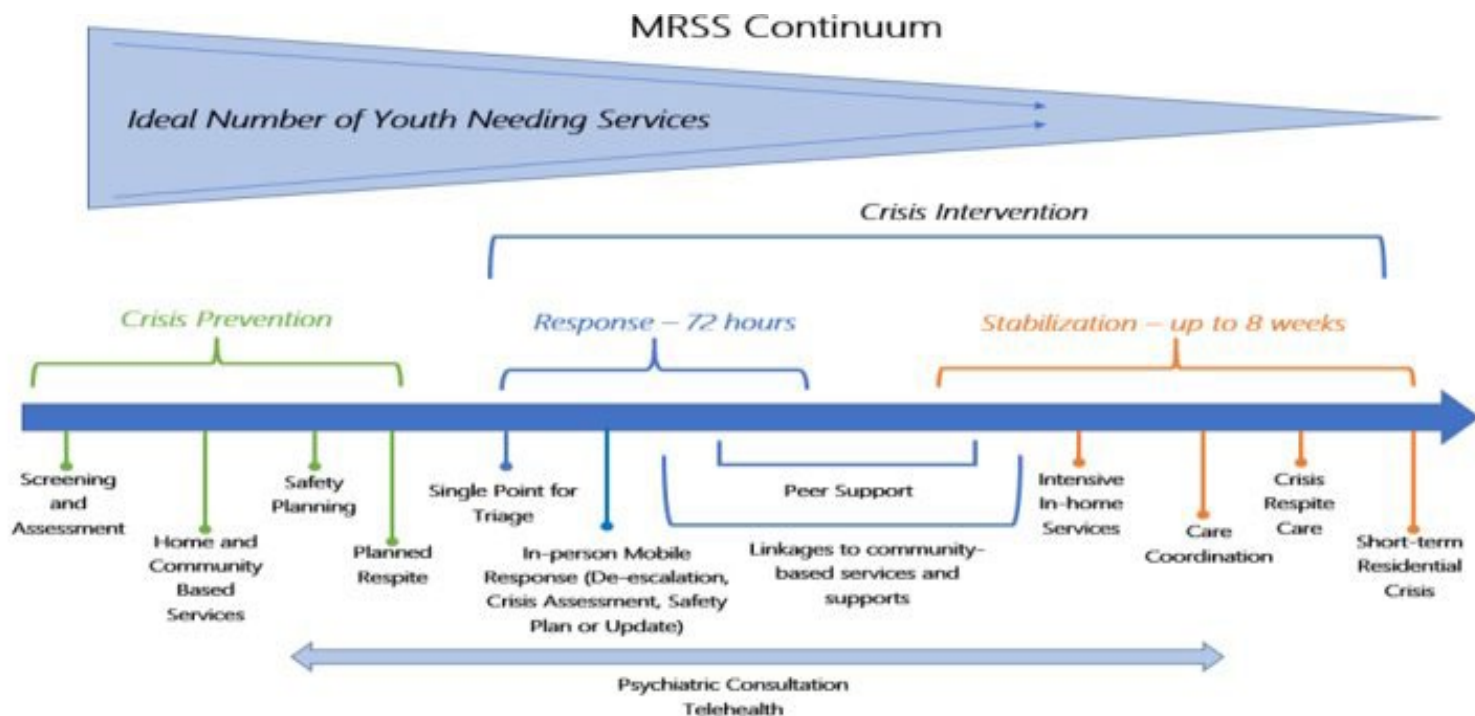 MRSS Continuum
Ideal Number of Youth Needing Services
Crisis Intervention
Crisis Prevention
Response – 72 hours
Stabilization – up to 8 weeks
Screening
and
Assessment
Home and
Community
Based
Services
Safety
Planning
Planned
Respite
Single Point for
Triage
In-person Mobile
Response (De-escalation,
Crisis Assessment, Safety
Plan or Update)
Peer Support
Linkages to community-
based services and
supports
Intensive
In-home
Services
Care
Coordination
Crisis
Respite
Care
Short-term
Residential
Crisis
Psychiatric Consultation
Telehealth